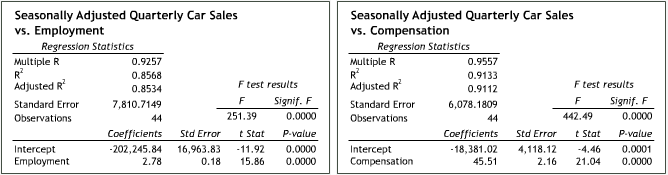 Seasonally Adjusted Quarterly Car Sales
vs. Employment
Regression Statistics
Multiple R 0.9257
R2 0.8568
Adjusted R2 0.8534
F test results
Standard Error 7,810.7149
F Signif. F
Observations 44
251.39 0.0000
Coefficients Std Error t Stat P-value
Intercept -202,245.84 16,963.83 -11.92 0.0000
Employment 2.78 0.18 15.86 0.0000
Seasonally Adjusted Quarterly Car Sales
vs. Compensation
Regression Statistics
Multiple R 0.9557
R2 0.9133
Adjusted R2 0.9112
F test results
Standard Error 6,078.1809
F Signif. F
Observations 44
442.49 0.0000
Coefficients Std Error t Stat P-value
Intercept -18,381.02 4,118.12 -4.46 0.0001
Compensation 45.51 2.16 21.04 0.0000